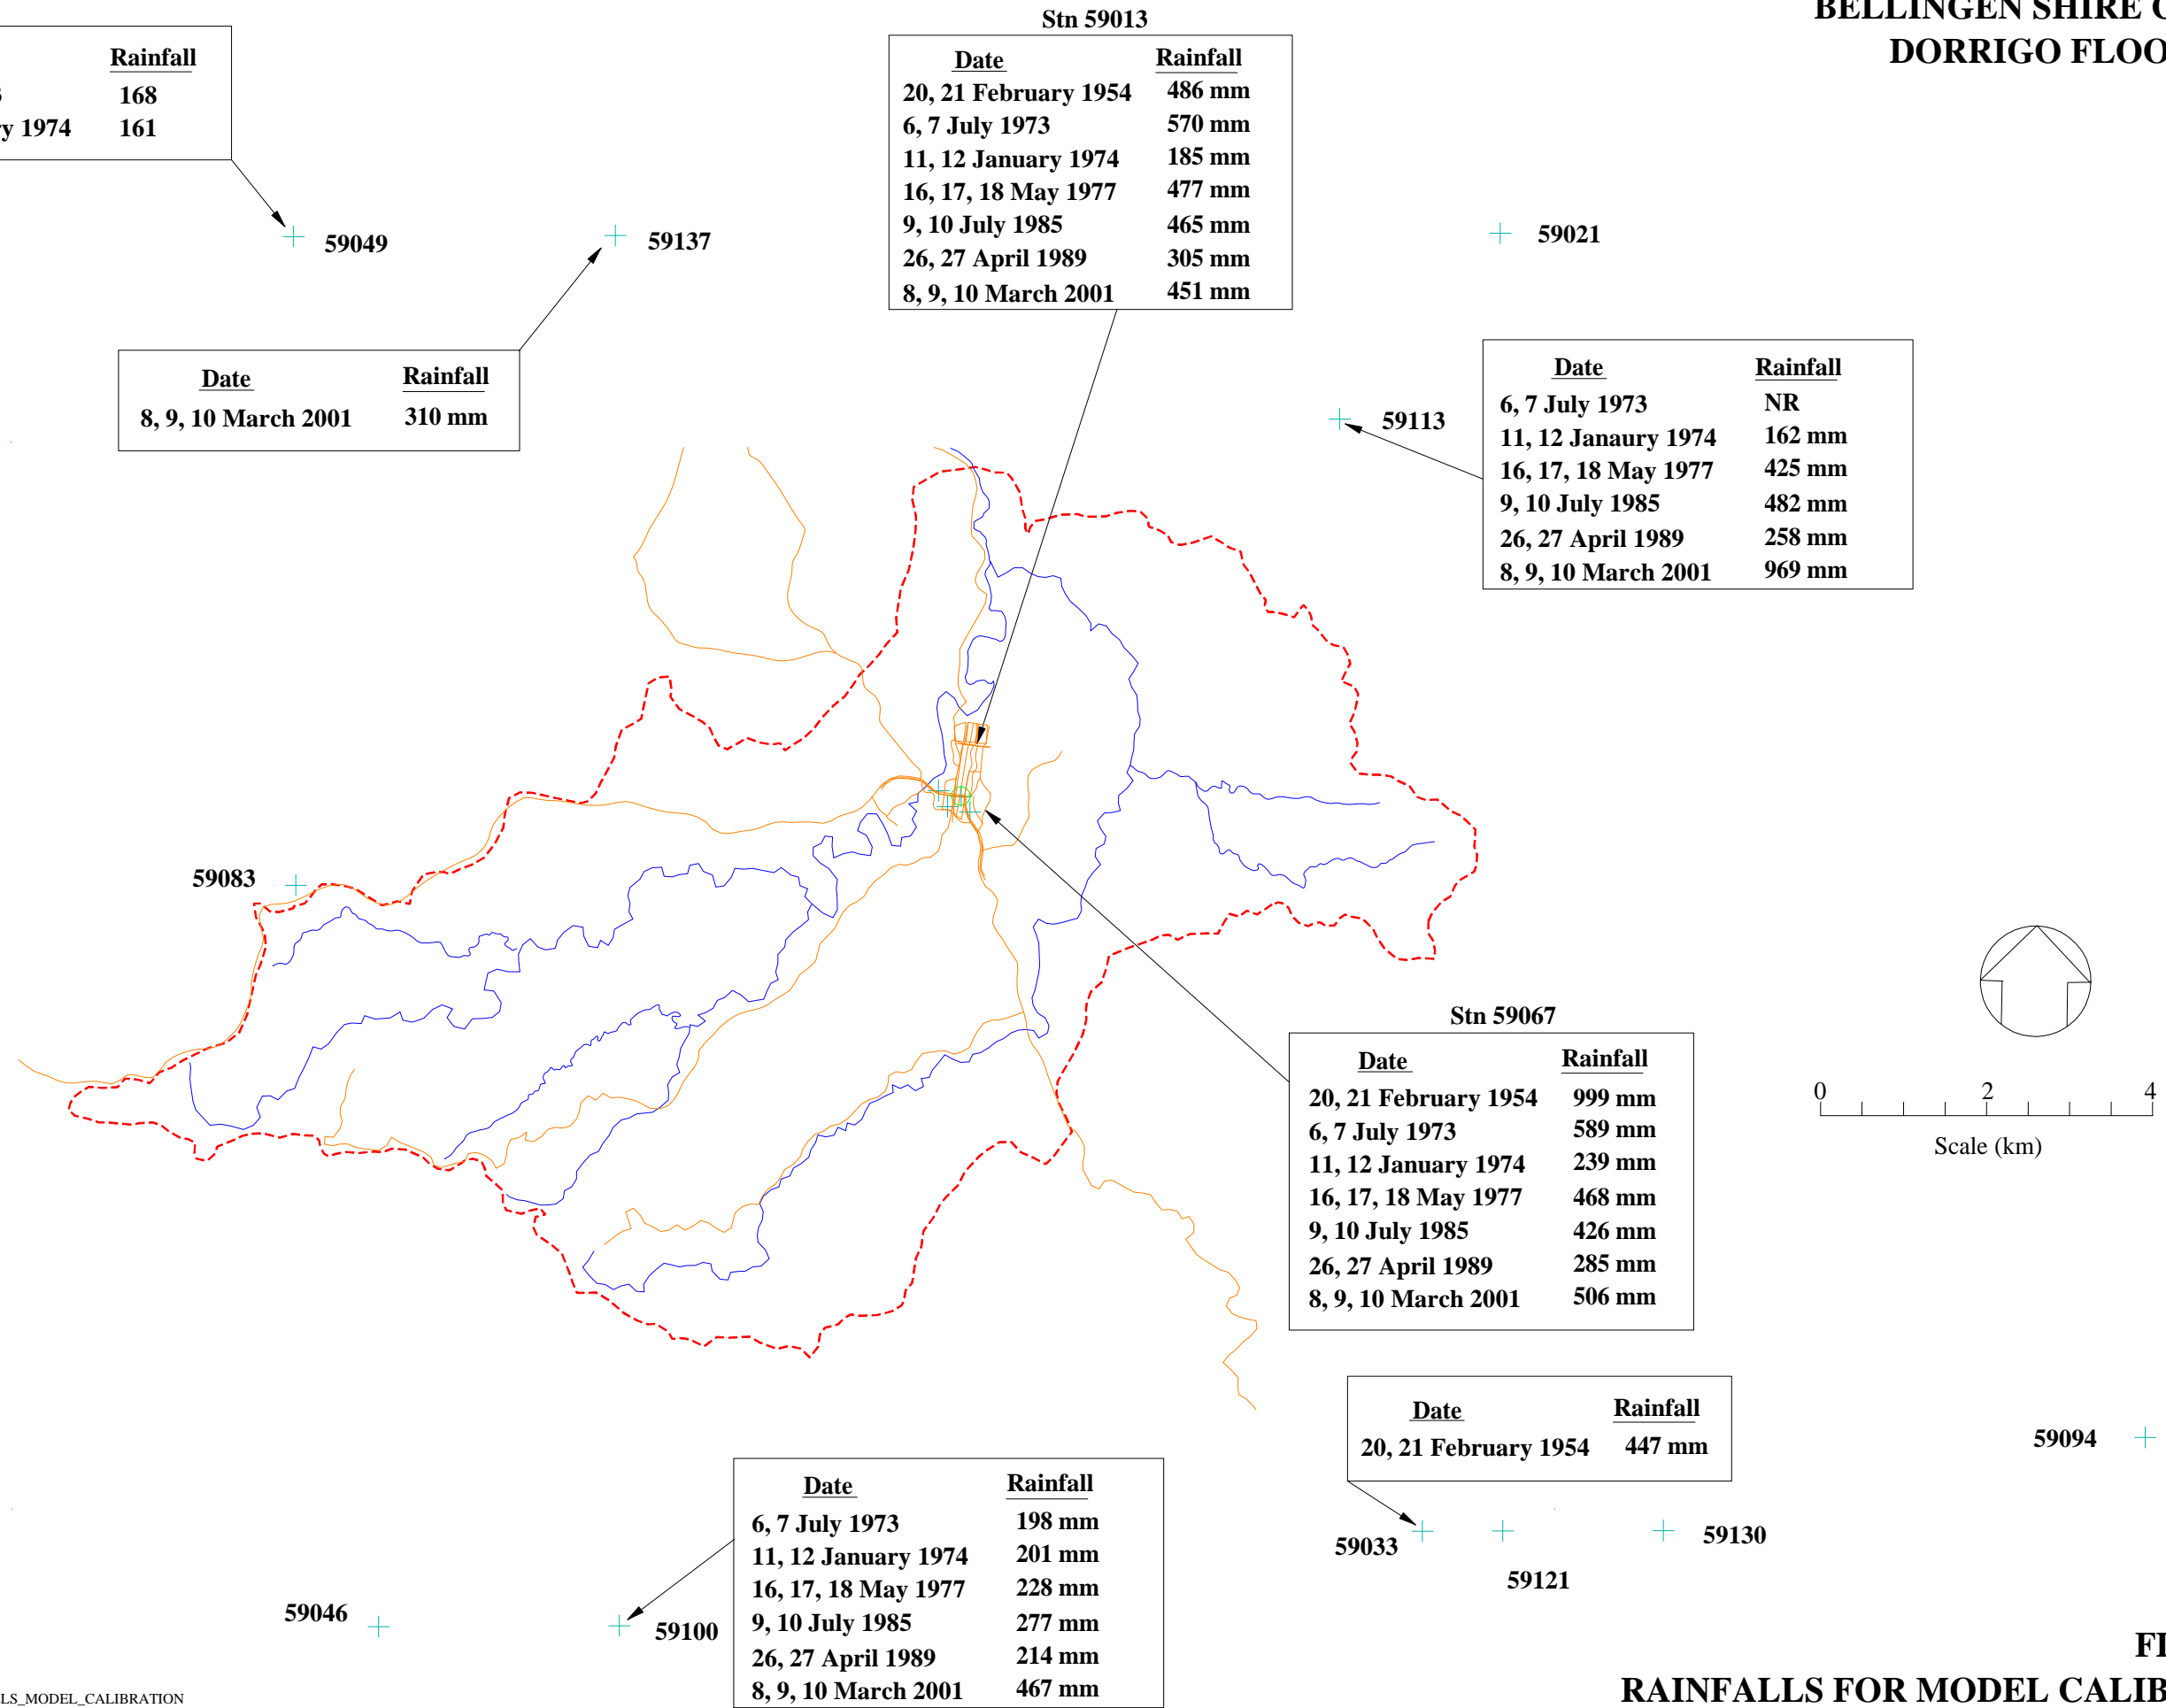 BELLINGEN SHIRE
DORRIGO
Rainfall
168
1974 161
59049
59137
Date Rainfall
8, 9, 10 March 2001 310 mm
Stn 59013
Date Rainfall
20, 21 February 1954 486 mm
6, 7 July 1973 570 mm
11, 12 January 1974 185 mm
16, 17, 18 May 1977 477 mm
9, 10 July 1985 465 mm
26, 27 April 1989 305 mm
8, 9, 10 March 2001 451 mm
59021
59113
Date Rainfall
6, 7 July 1973 NR
11, 12 Janaury 1974 162 mm
16, 17, 18 May 1977 425 mm
9, 10 July 1985 482 mm
26, 27 April 1989 258 mm
8, 9, 10 March 2001 969 mm
59083
Stn 59067
Date Rainfall
20, 21 February 1954 999 mm
6, 7 July 1973 589 mm
11, 12 January 1974 239 mm
16, 17, 18 May 1977 468 mm
9, 10 July 1985 426 mm
26, 27 April 1989 285 mm
8, 9, 10 March 2001 506 mm
0 2 4
Scale (km)
Date Rainfall
20, 21 February 1954 447 mm
59094
59033
59121
59130
59046
59100
Date Rainfall
6, 7 July 1973 198 mm
11, 12 January 1974 201 mm
16, 17, 18 May 1977 228 mm
9, 10 July 1985 277 mm
26, 27 April 1989 214 mm
8, 9, 10 March 2001 467 mm
RAINFALLS FOR MODEL
LS_MODEL_CALIBRATION